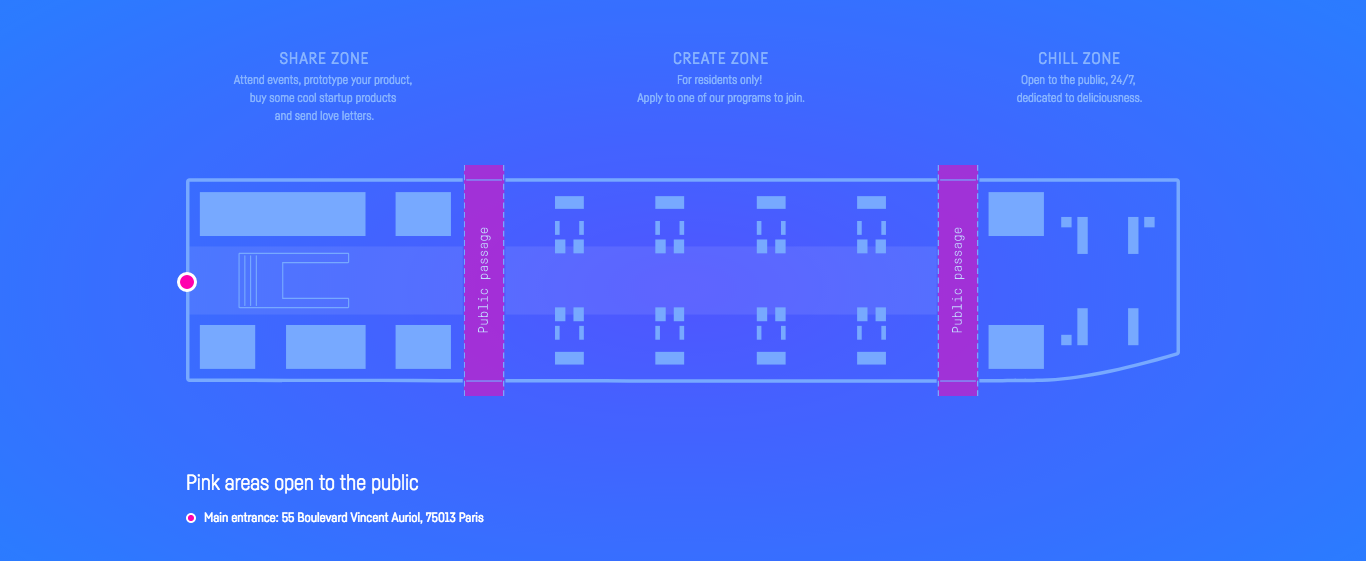 SHARE ZONE
Attend events, prototype your product,
buy some cool startup products
and send love letters.
CREATE ZONE
For residents only!
Apply to one of our programs to join.
CHILL ZONE
Open to the public, 24/7,
dedicated to deliciousness.
Public passage
Public passage
Pink areas open to the public
Main entrance: 55 Boulevard Vincent Auriol, 75013 Paris